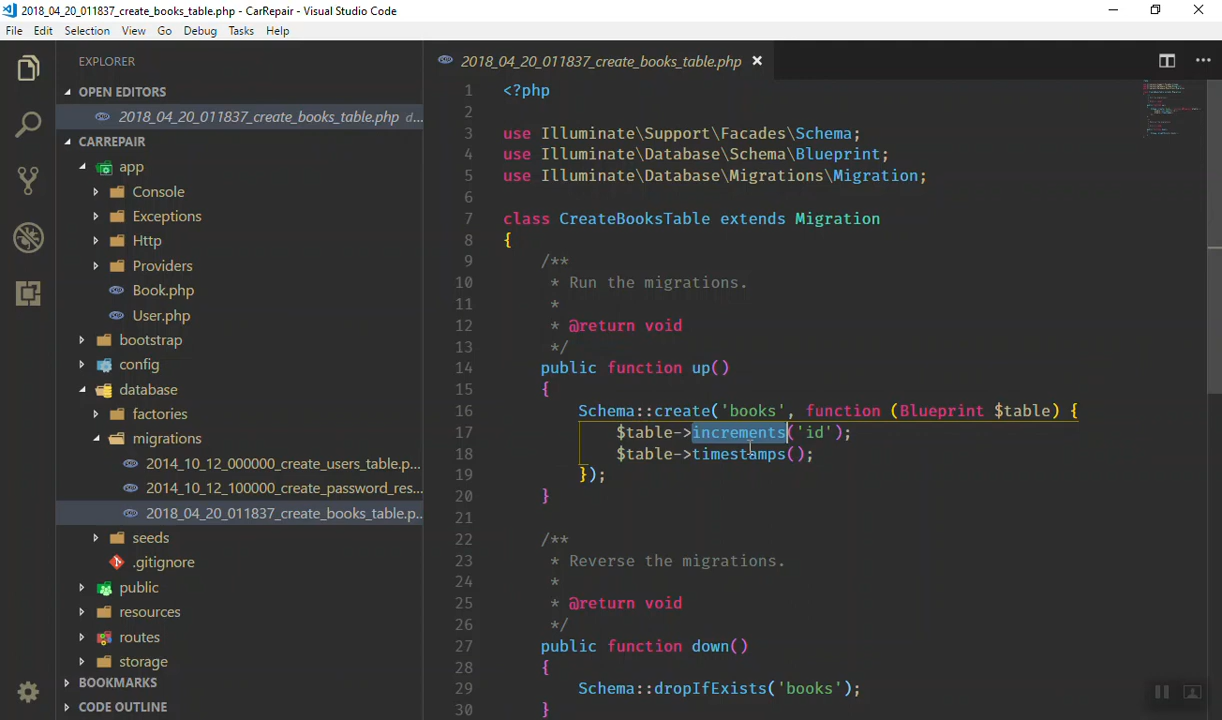 2018_04_20_011837_create_books_table.php - CarRepair - Visual Studio Code
File Edit Selection View Go Debug Tasks Help
EXPLORER
OPEN EDITORS
2018_04_20_011837_create_books_table.php d...
CARREPAIR
app
Console
Exceptions
Http
Providers
Book.php
User.php
bootstrap
config
database
factories
migrations
2014_10_12_000000_create_users_table.p...
2014_10_12_100000_create_password_res...
2018_04_20_011837_create_books_table.p...
seeds
.gitignore
public
resources
routes
storage
BOOKMARKS
CODE OUTLINE
2018_04_20_011837_create_books_table.php
1 <?php
2
3 use Illuminate\Support\Facades\Schema;
4 use Illuminate\Database\Schema\Blueprint;
5 use Illuminate\Database\Migrations\Migration;
6
7 class CreateBooksTable extends Migration
8 {
9 /**
10 * Run the migrations.
11 *
12 * @return void
13 */
14 public function up()
15 {
16 Schema::create('books', function (Blueprint $table) {
17 $table->increments('id');
18 $table->timestamps();
19 });
20 }
21
22 /**
23 * Reverse the migrations.
24 *
25 * @return void
26 */
27 public function down()
28 {
29 Schema::dropIfExists('books');
30 }